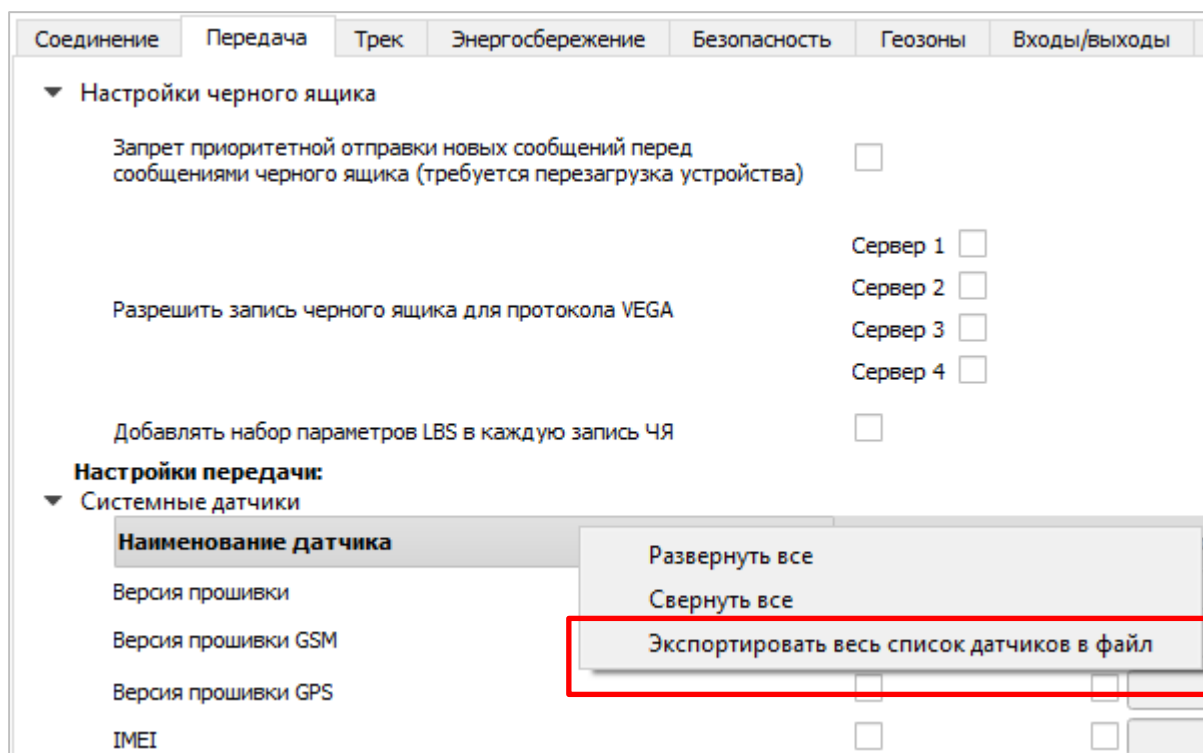 Соединение Передача Трек Энергосбережение Безопасность Геозоны Входы/выходы
Настройки черного ящика
Запрет приоритетной отправки новых сообщений перед
сообщениями черного ящика (требуется перезагрузка устройства)
Сервер 1
Сервер 2
Разрешить запись черного ящика для протокола VEGA
Сервер 3
Сервер 4
Добавлять набор параметров LBS в каждую запись ЧЯ
Настройки передачи:
Системные датчики
Наименование датчика
Развернуть все
Версия прошивки
Свернуть все
Версия прошивки GSM
Экспортировать весь список датчиков в файл
Версия прошивки GPS
IMEI